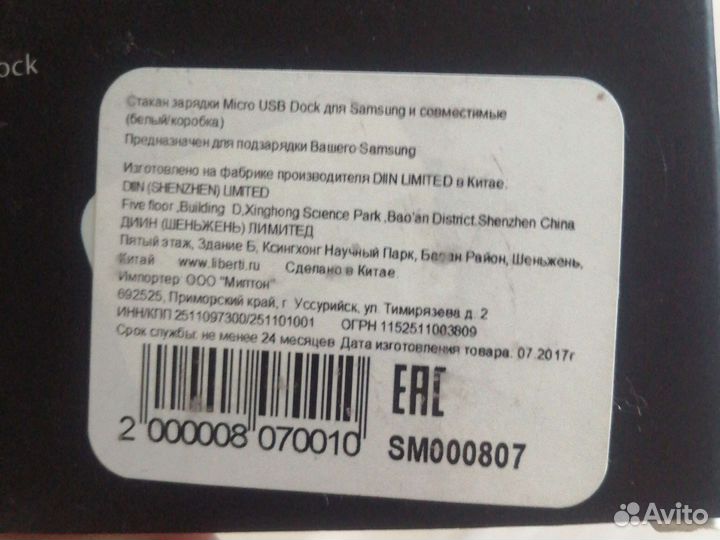 ock
Стакан зарядки Micro USB Dock для Samsung и совместимые
(белый/коробка)
Предназначен для подзарядки Вашего Samsung
Изготовлено на фабрике производителя DIIN LIMITED в Китае.
DIIN (SHENZHEN) LIMITED
Five floor ,Building D,Xinghong Science Park ,Bao'an District.Shenzhen China
ДИИН (ШЕНЬЖЕНЬ) ЛИМИТЕД
Пятый этаж, Здание Б, Ксингхонг Научный Парк, Баоан Район, Шеньжень,
Китай www.liberti.ru Сделано в Китае
Импортер: ООО "Милтон"
692525, Приморский край, г. Уссурийск, ул. Тимирязева д. 2
ИНН/КПП 2511097300/251101001 ОГРН 1152511003809
Срок службы: не менее 24 месяцев Дата изготовления товара. 07.2017г
EAC
2 000008 070010
SM000807
Avito